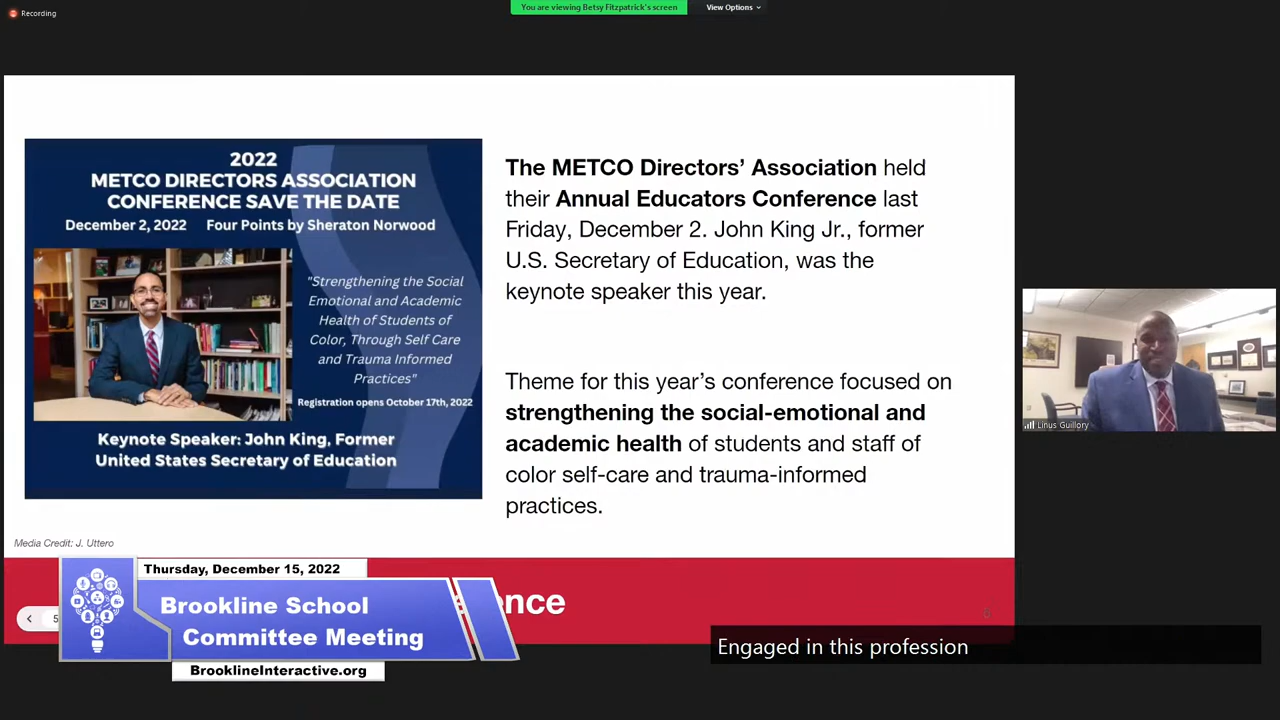 Recording
You are viewing Betsy Fitzpatrick's screen
View Options
2022
METCO DIRECTORS ASSOCIATION
CONFERENCE SAVE THE DATE
December 2, 2022 Four Points by Sheraton Norwood
"Strengthening the Social
Emotional and Academic
Health of Students of
Color, Through Self Care
and Trauma Informed
Practices"
Registration opens October 17th, 2022
Keynote Speaker: John King, Former
United States Secretary of Education
The METCO Directors' Association held
their Annual Educators Conference last
Friday, December 2. John King Jr., former
U.S. Secretary of Education, was the
keynote speaker this year.
Theme for this year's conference focused on
strengthening the social-emotional and
academic health of students and staff of
color self-care and trauma-informed
practices.
Linus Guillory
Media Credit: J. Uttero
Thursday, December 15, 2022
Brookline School
Committee Meeting
BrooklineInteractive.org
Engaged in this profession